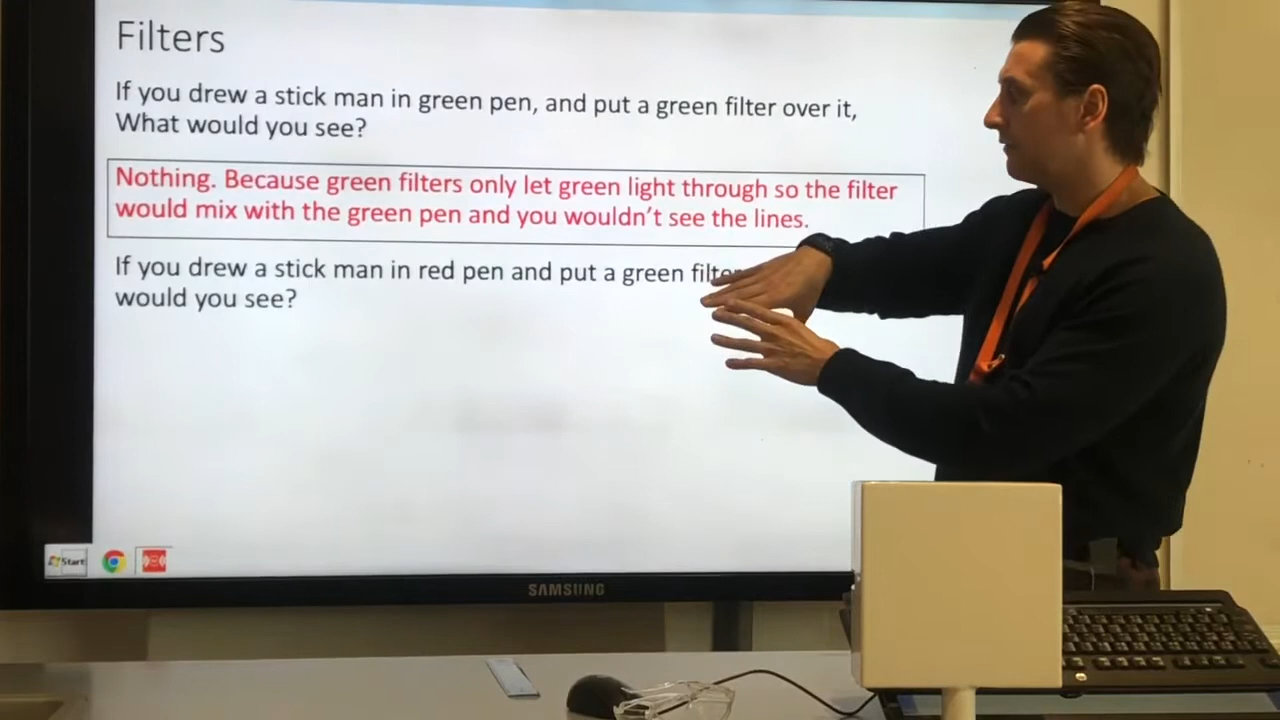 Filters
If you drew a stick man in green pen, and put a green filter over it,
What would you see?
Nothing. Because green filters only let green light through so the filter
would mix with the green pen and you wouldn't see the lines.
If you drew a stick man in red pen and put a green
would you see?
Start
SAMSUNG